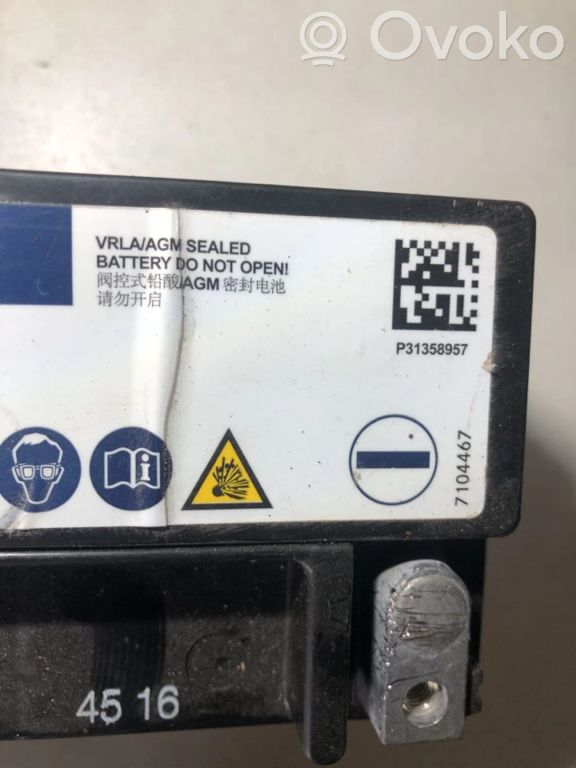 Ovoko
VRLA/AGM SEALED
BATTERY DO NOT OPEN!
阀控式铅酸/AGM 密封电池
请勿开启
P31358957
7104467
45 16